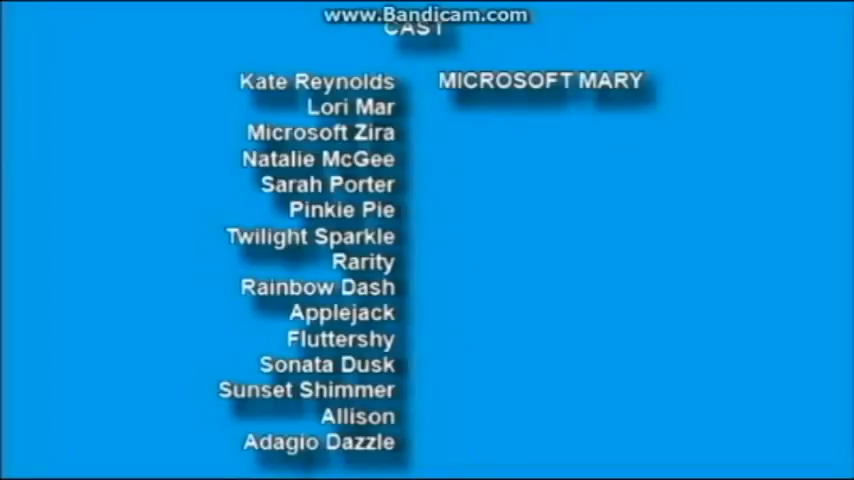 www.Bandicam.com
CAST
Kate Reynolds MICROSOFT MARY
Lori Mar
Microsoft Zira
Natalie McGee
Sarah Porter
Pinkie Pie
Twilight Sparkle
Rarity
Rainbow Dash
Applejack
Fluttershy
Sonata Dusk
Sunset Shimmer
Allison
Adagio Dazzle